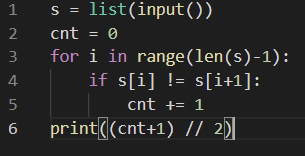 1 s = list(input())
2 cnt = 0
3 for i in range(len(s)-1):
4     if s[i] != s[i+1]:
5         cnt += 1
6 print((cnt+1) // 2)